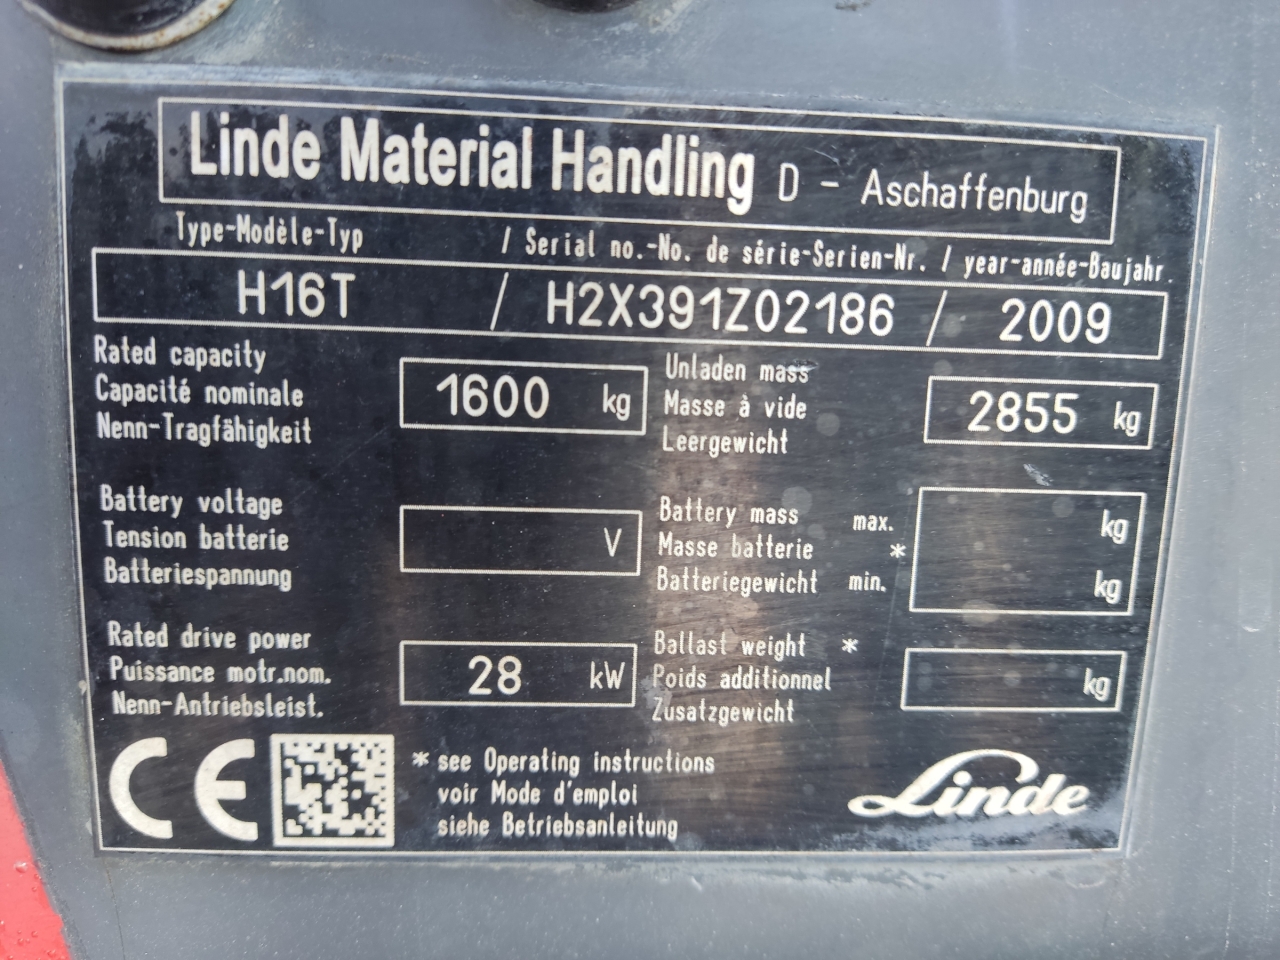 Linde Material Handling D - Aschaffenburg
Type-Modèle-Typ / Serial no.-No. de série-Serien-Nr. / year-année-Baujahr.
H16T / H2X391Z02186 / 2009
Rated capacity
Capacité nominale
Nenn-Tragfähigkeit
1600 kg
Unladen mass
Masse à vide
Leergewicht
2855 kg
Battery voltage
Tension batterie
Batteriespannung
V
Battery mass max.
Masse batterie *
Batteriegewicht min.
kg
kg
Rated drive power
Puissance motr.nom.
Nenn-Antriebsleist.
28 kW
Ballast weight *
Poids additionnel
Zusatzgewicht
kg
CE
* see Operating instructions
voir Mode d'emploi
siehe Betriebsanleitung
Linde